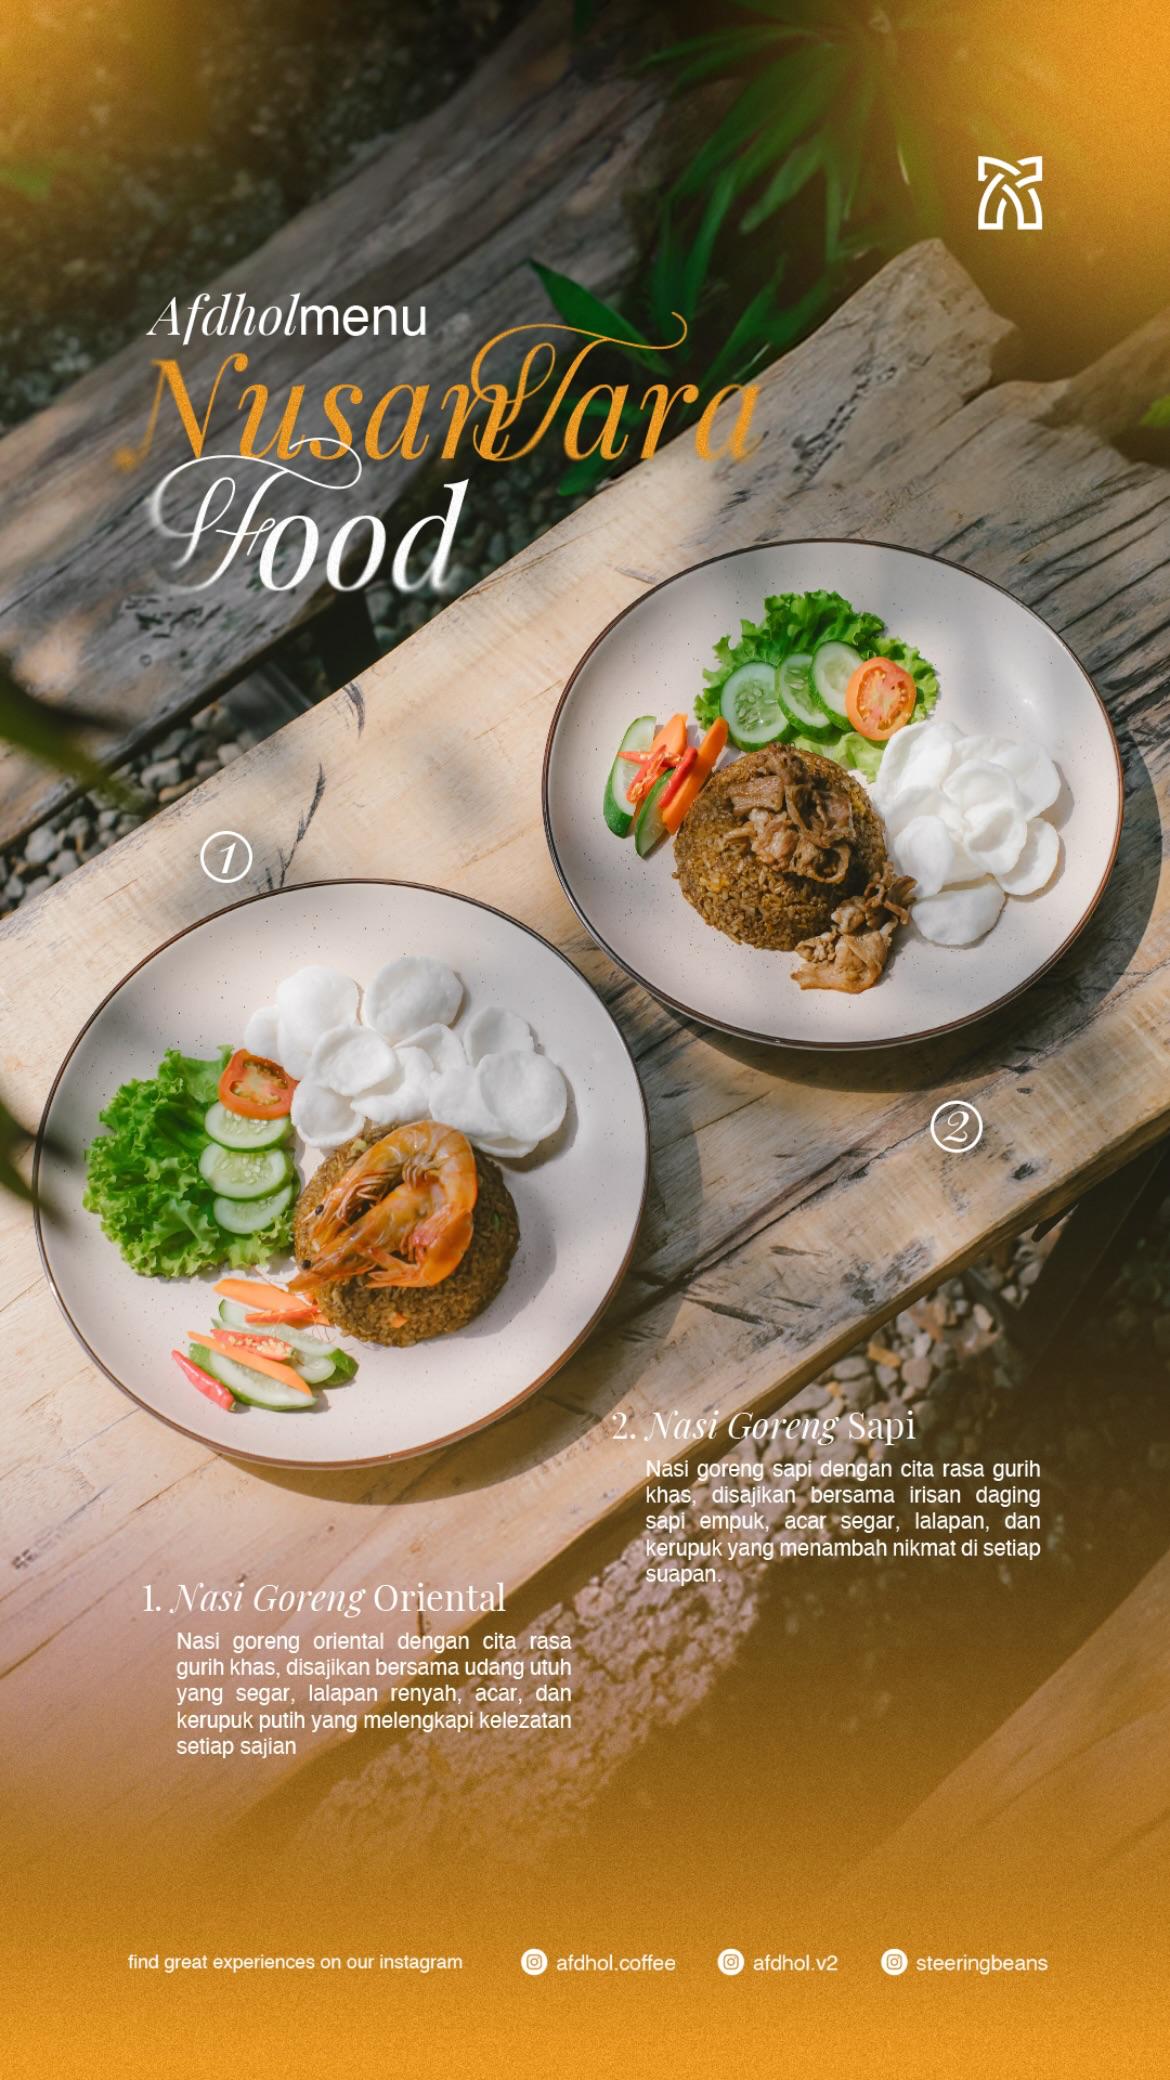 Afdholmenu
Nusantara
Food
1
2
2. Nasi Goreng Sapi
Nasi goreng sapi dengan cita rasa gurih
khas, disajikan bersama irisan daging
sapi empuk, acar segar, lalapan, dan
kerupuk yang menambah nikmat di setiap
suapan.
1. Nasi Goreng Oriental
Nasi goreng oriental dengan cita rasa
gurih khas, disajikan bersama udang utuh
yang segar, lalapan renyah, acar, dan
kerupuk putih yang melengkapi kelezatan
setiap sajian
find great experiences on our instagram afdhol.coffee afdhol.v2 steeringbeans